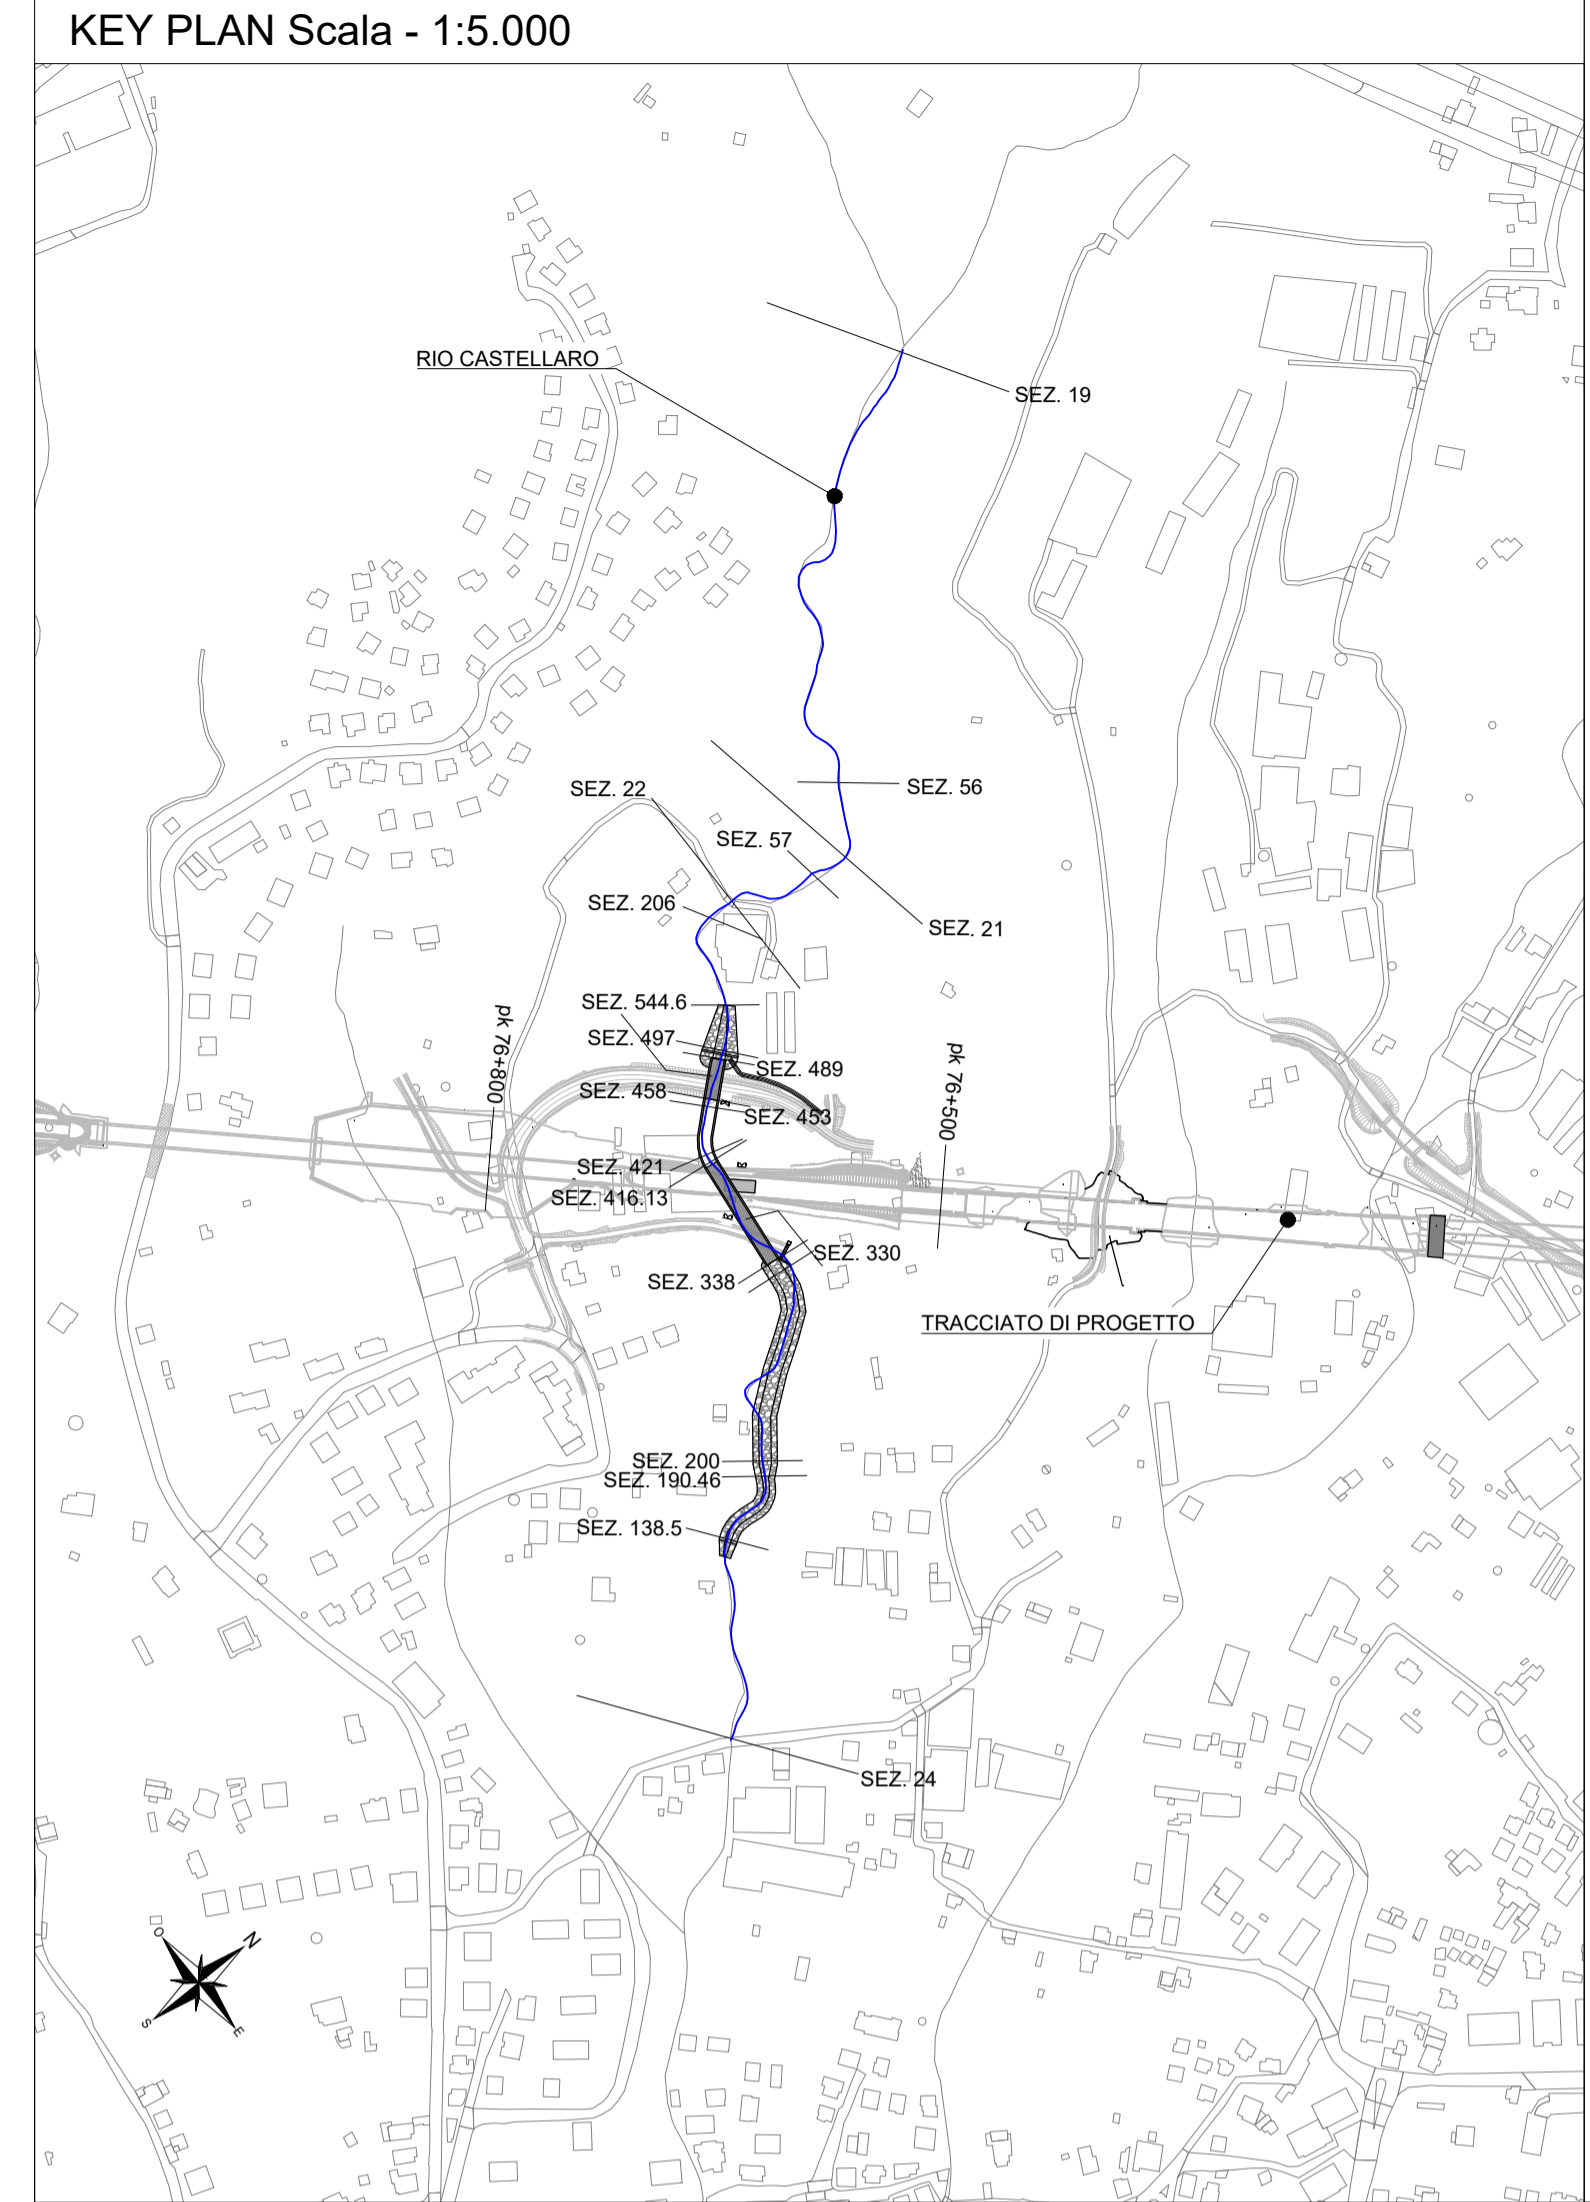 KEY PLAN Scala - 1:5.000
RIO CASTELLARO
SEZ. 19
SEZ. 56
SEZ. 22
SEZ. 57
SEZ. 206
SEZ. 21
SEZ. 544.6
pk 76+800
SEZ. 497
pk 76+500
SEZ. 489
SEZ. 458
SEZ. 453
SEZ. 421
SEZ. 416.13
SEZ. 330
SEZ. 338
TRACCIATO DI PROGETTO
SEZ. 200
SEZ. 190.46
SEZ. 138.5
SEZ. 24
O
N
S
E